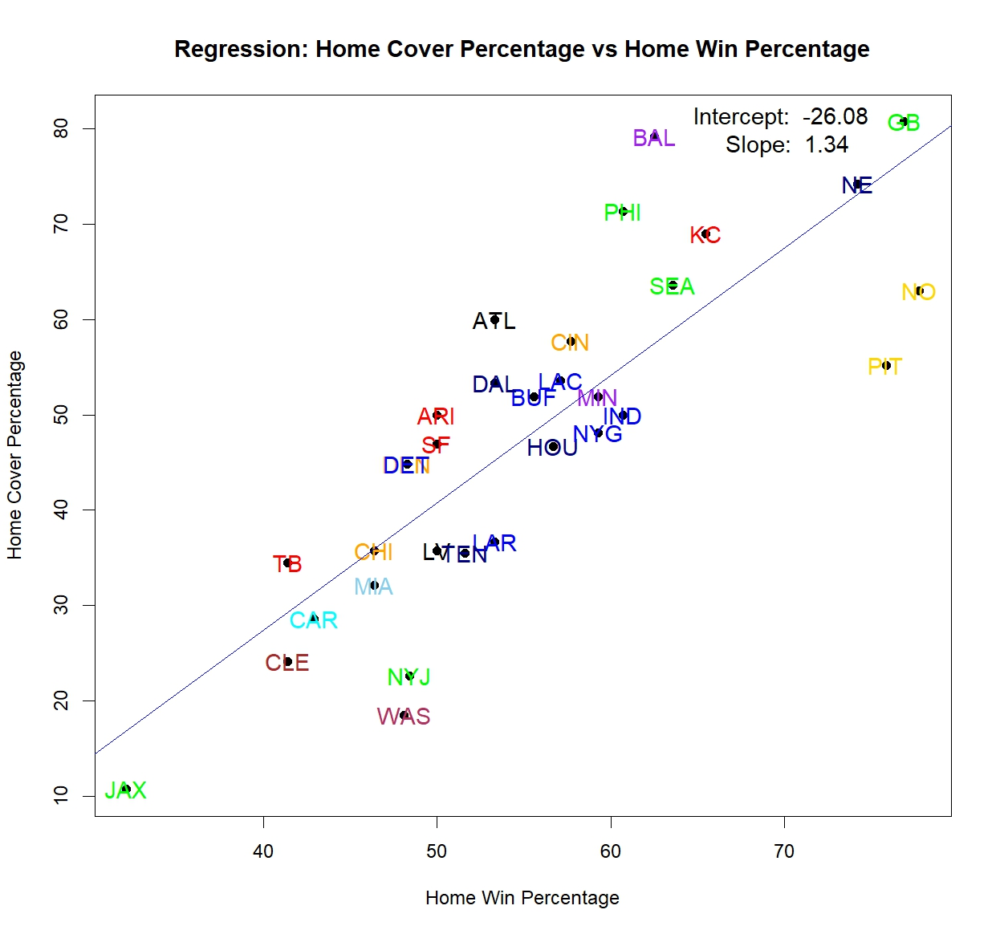 Regression: Home Cover Percentage vs Home Win Percentage
Intercept: -26.08
Slope: 1.34
GB
BAL
NE
PHI
KC
SEA
NO
ATL
CIN
PIT
DAL
LAC
BUF
MIN
ARI
IND
NYG
SF
HOU
DET
LAR
CHI
LV
TEN
TB
MIA
CAR
CLE
NYJ
WAS
JAX
80
70
60
50
40
30
20
10
Home Cover Percentage
40 50 60 70
Home Win Percentage